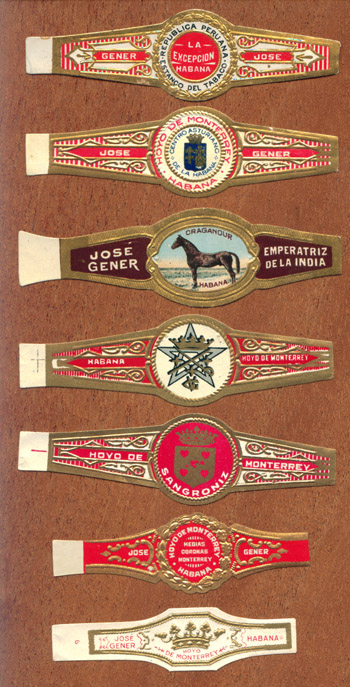 REPUBLICA PERUANA
GENER
LA
EXCEPCION
HABANA
JOSE
ESTANCO DEL TABACO
HOYO DE MONTERREY
JOSE
CENTRO ASTURIANO
DE LA HABANA
GENER
HABANA
CRAGANOUR
JOSÉ
GENER
EMPERATRIZ
DE LA INDIA
HABANA
HABANA
HOYO DE MONTERREY
HOYO DE
MONTERREY
SANGRONIZ
HOYO DE MONTERREY
JOSE
MEDIAS
CORONAS
MONTERREY
GENER
HABANA
JOSÉ
GENER
HOYO
DE MONTERREY
HABANA